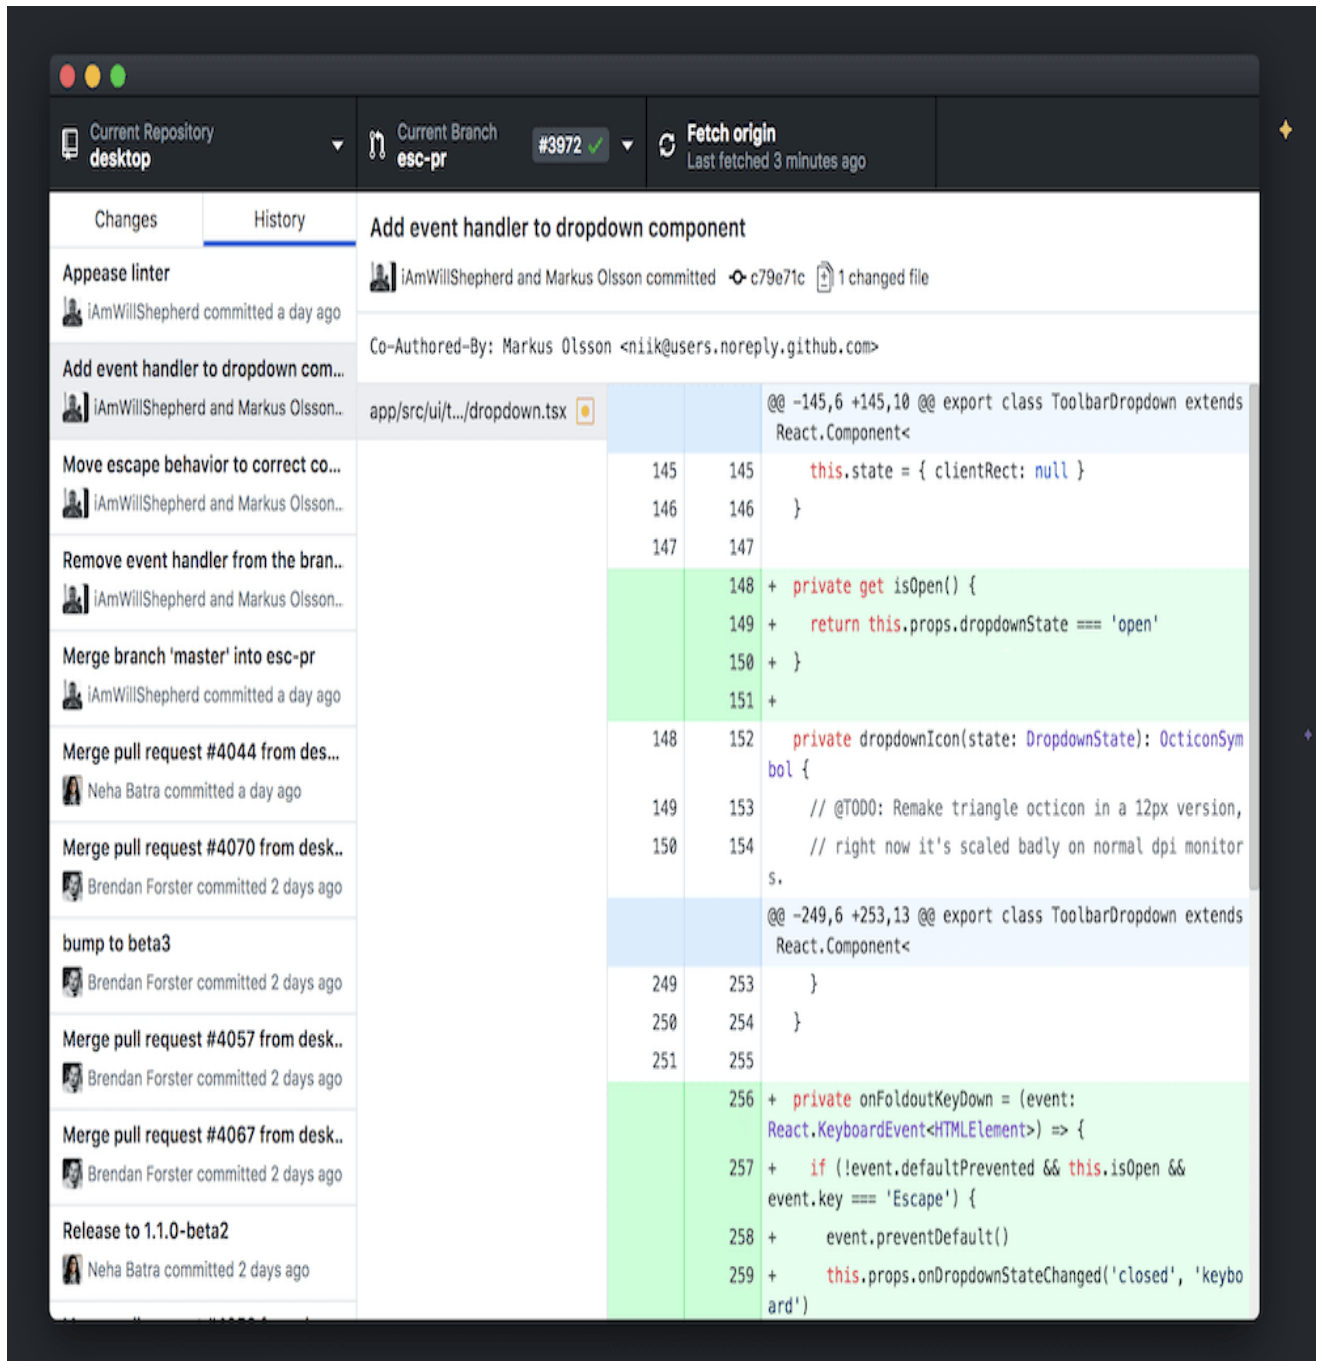 Current Repository
desktop
Current Branch
esc-pr
#3972
Fetch origin
Last fetched 3 minutes ago
Changes
History
Appease linter
iAmWillShepherd committed a day ago
Add event handler to dropdown com...
iAmWillShepherd and Markus Olsson...
Move escape behavior to correct co...
iAmWillShepherd and Markus Olsson...
Remove event handler from the bran..
iAmWillShepherd and Markus Olsson...
Merge branch 'master' into esc-pr
iAmWillShepherd committed a day ago
Merge pull request #4044 from des...
Neha Batra committed a day ago
Merge pull request #4070 from desk..
Brendan Forster committed 2 days ago
bump to beta3
Brendan Forster committed 2 days ago
Merge pull request #4057 from desk..
Brendan Forster committed 2 days ago
Merge pull request #4067 from desk..
Brendan Forster committed 2 days ago
Release to 1.1.0-beta2
Neha Batra committed 2 days ago
Add event handler to dropdown component
iAmWillShepherd and Markus Olsson committed c79e71c 1 changed file
Co-Authored-By: Markus Olsson <niik@users.noreply.github.com>
app/src/ui/t.../dropdown.tsx
@@ -145,6 +145,10 @@ export class ToolbarDropdown extends
React.Component<
145 145 this.state = { clientRect: null }
146 146 }
147 147
148 + private get isOpen() {
149 + return this.props.dropdownState === 'open'
150 + }
151 +
148 152 private dropdownIcon(state: DropdownState): OcticonSym
bol {
149 153 // @TODO: Remake triangle octicon in a 12px version,
150 154 // right now it's scaled badly on normal dpi monitor
s.
@@ -249,6 +253,13 @@ export class ToolbarDropdown extends
React.Component<
249 253 }
250 254 }
251 255
256 + private onFoldoutKeyDown = (event:
React.KeyboardEvent<HTMLElement>) => {
257 + if (!event.defaultPrevented && this.isOpen &&
event.key === 'Escape') {
258 + event.preventDefault()
259 + this.props.onDropdownStateChanged('closed', 'keybo
ard')